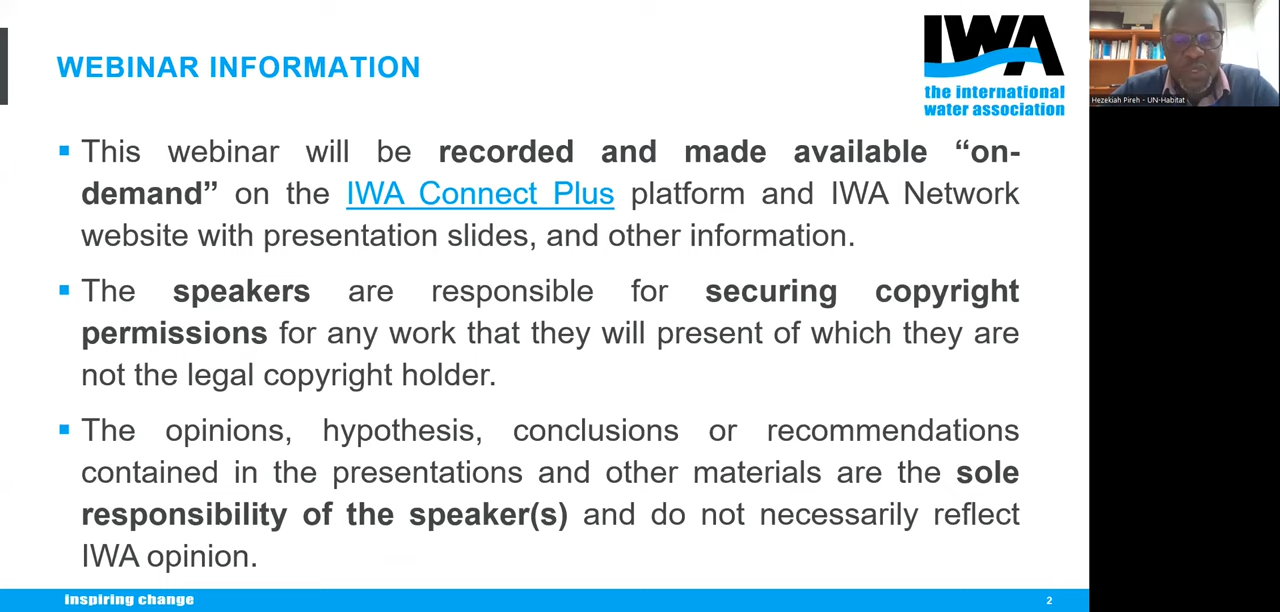 WEBINAR INFORMATION
IWA
the international
water association
Hezekiah Pireh - UN-Habitat
▪ This webinar will be recorded and made available “on-
demand” on the IWA Connect Plus platform and IWA Network
website with presentation slides, and other information.
▪ The speakers are responsible for securing copyright
permissions for any work that they will present of which they are
not the legal copyright holder.
▪ The opinions, hypothesis, conclusions or recommendations
contained in the presentations and other materials are the sole
responsibility of the speaker(s) and do not necessarily reflect
IWA opinion.
inspiring change
2